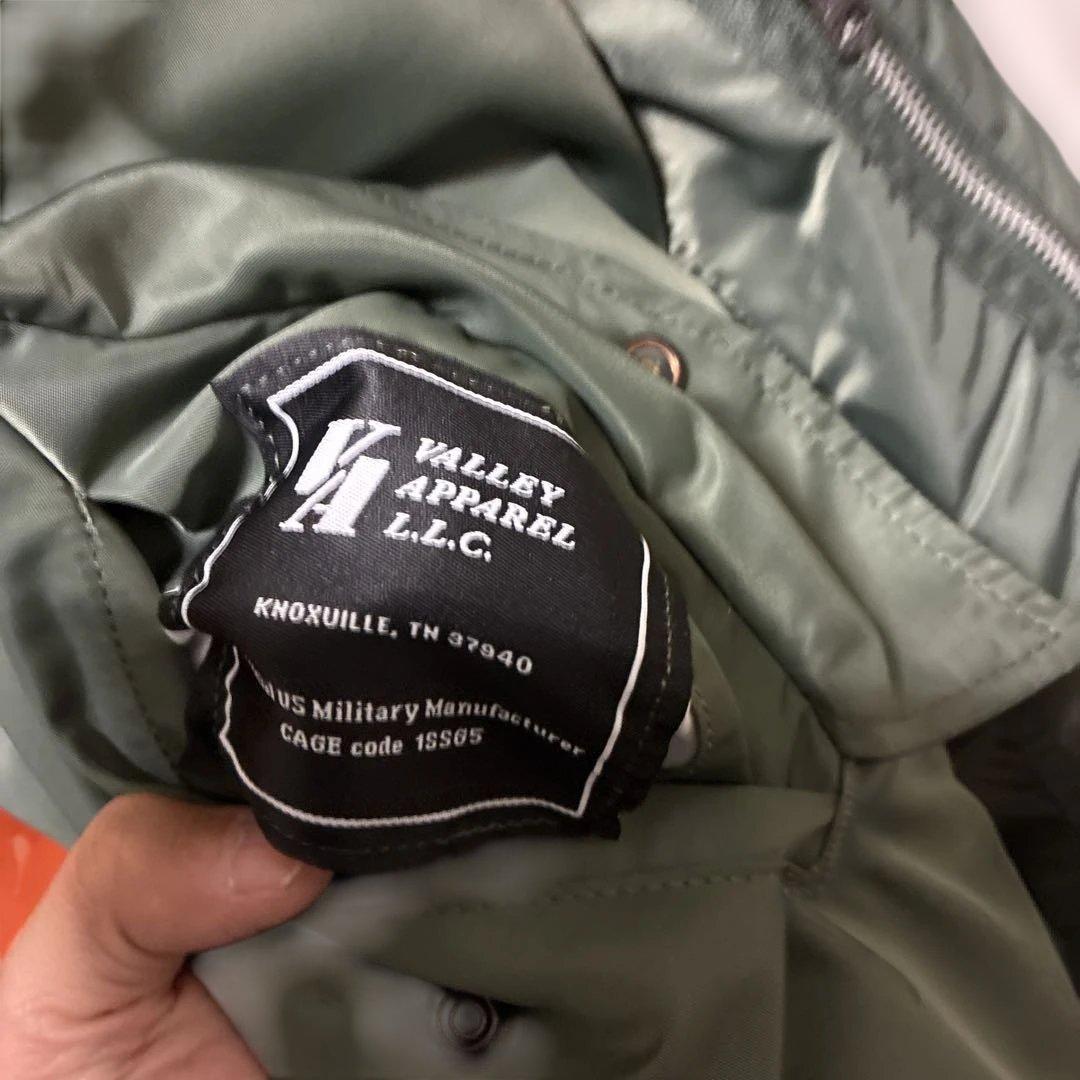 VA
VALLEY
APPAREL
L.L.C.
KNOXUILLE, TN 37940
US Military Manufacturer
CAGE code 1SS65